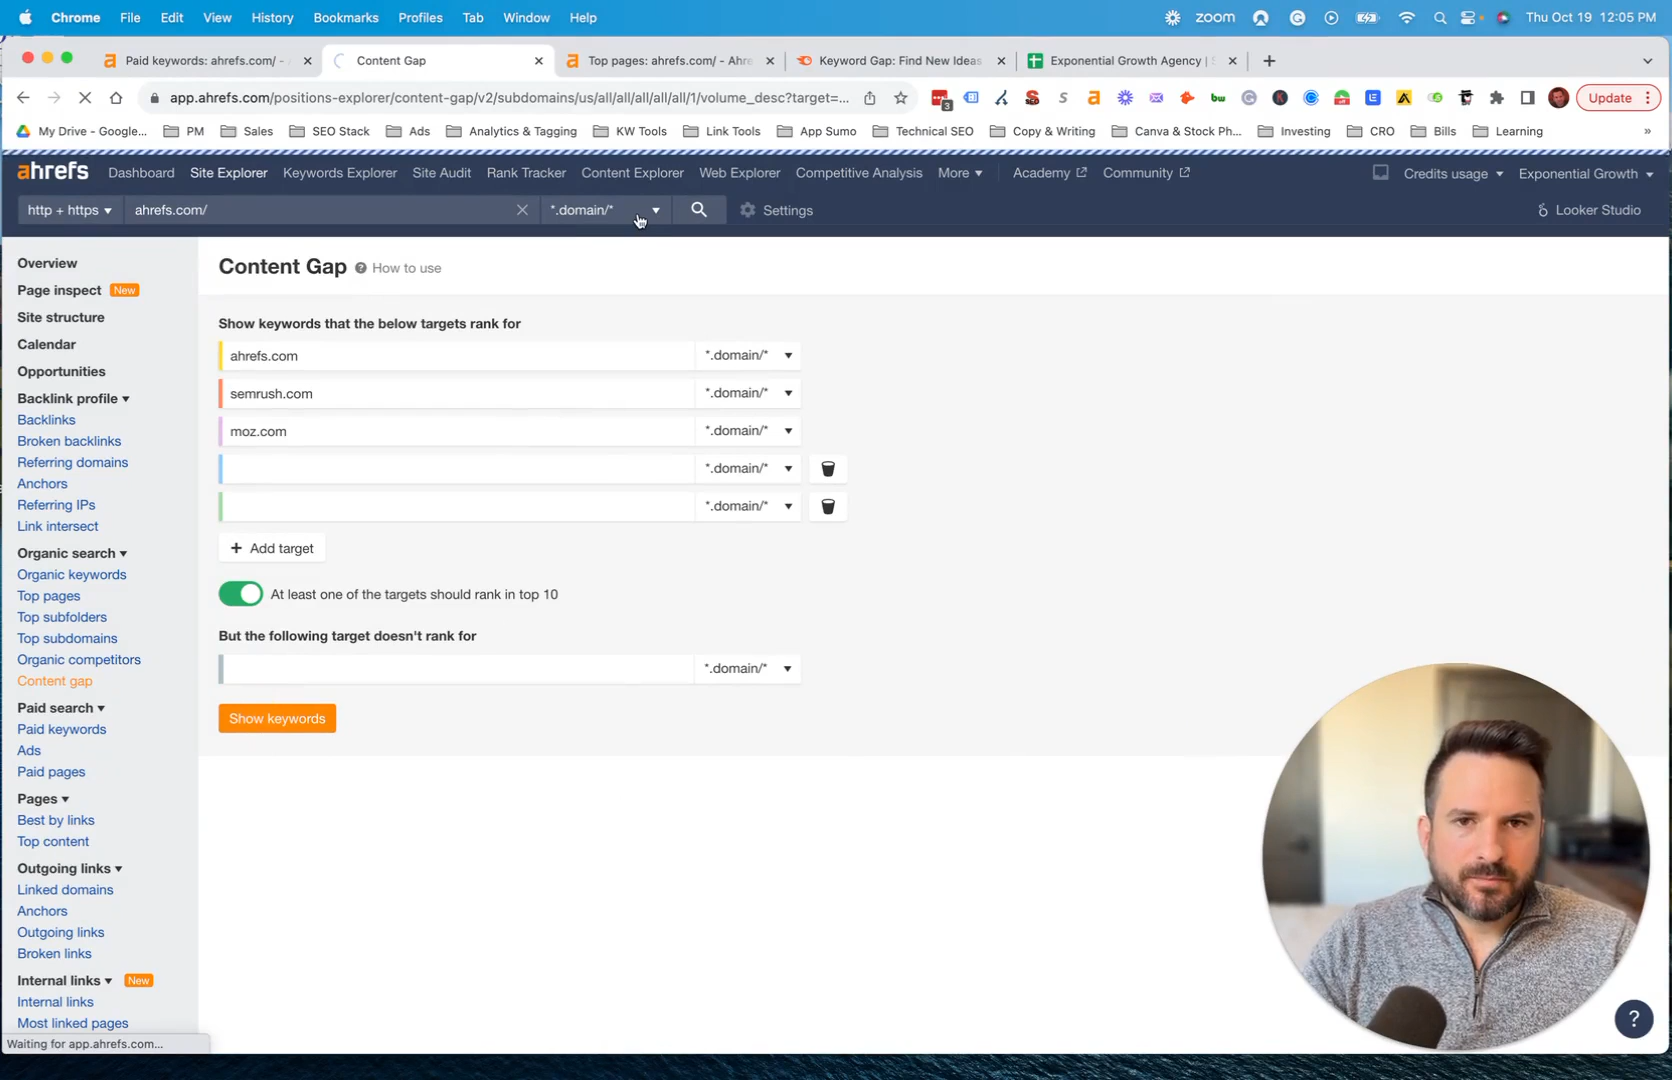 Chrome File Edit View History Bookmarks Profiles Tab Window Help
zoom Thu Oct 19 12:05 PM
Paid keywords: ahrefs.com/ - Content Gap Top pages: ahrefs.com/ - Ahre Keyword Gap: Find New Ideas Exponential Growth Agency |
app.ahrefs.com/positions-explorer/content-gap/v2/subdomains/us/all/all/all/all/all/1/volume_desc?target=... 3 bw Update
My Drive - Google... PM Sales SEO Stack Ads Analytics & Tagging KW Tools Link Tools App Sumo Technical SEO Copy & Writing Canva & Stock Ph... Investing CRO Bills Learning »
ahrefs Dashboard Site Explorer Keywords Explorer Site Audit Rank Tracker Content Explorer Web Explorer Competitive Analysis More Academy Community Credits usage Exponential Growth
http + https ahrefs.com/ *.domain/* Settings Looker Studio
Overview
Page inspect New
Site structure
Calendar
Opportunities
Backlink profile
Backlinks
Broken backlinks
Referring domains
Anchors
Referring IPs
Link intersect
Organic search
Organic keywords
Top pages
Top subfolders
Top subdomains
Organic competitors
Content gap
Paid search
Paid keywords
Ads
Paid pages
Pages
Best by links
Top content
Outgoing links
Linked domains
Anchors
Outgoing links
Broken links
Internal links New
Internal links
Most linked pages
Waiting for app.ahrefs.com...
Content Gap ? How to use
Show keywords that the below targets rank for
ahrefs.com *.domain/*
semrush.com *.domain/*
moz.com *.domain/*
*.domain/*
*.domain/*
+ Add target
At least one of the targets should rank in top 10
But the following target doesn't rank for
*.domain/*
Show keywords
?